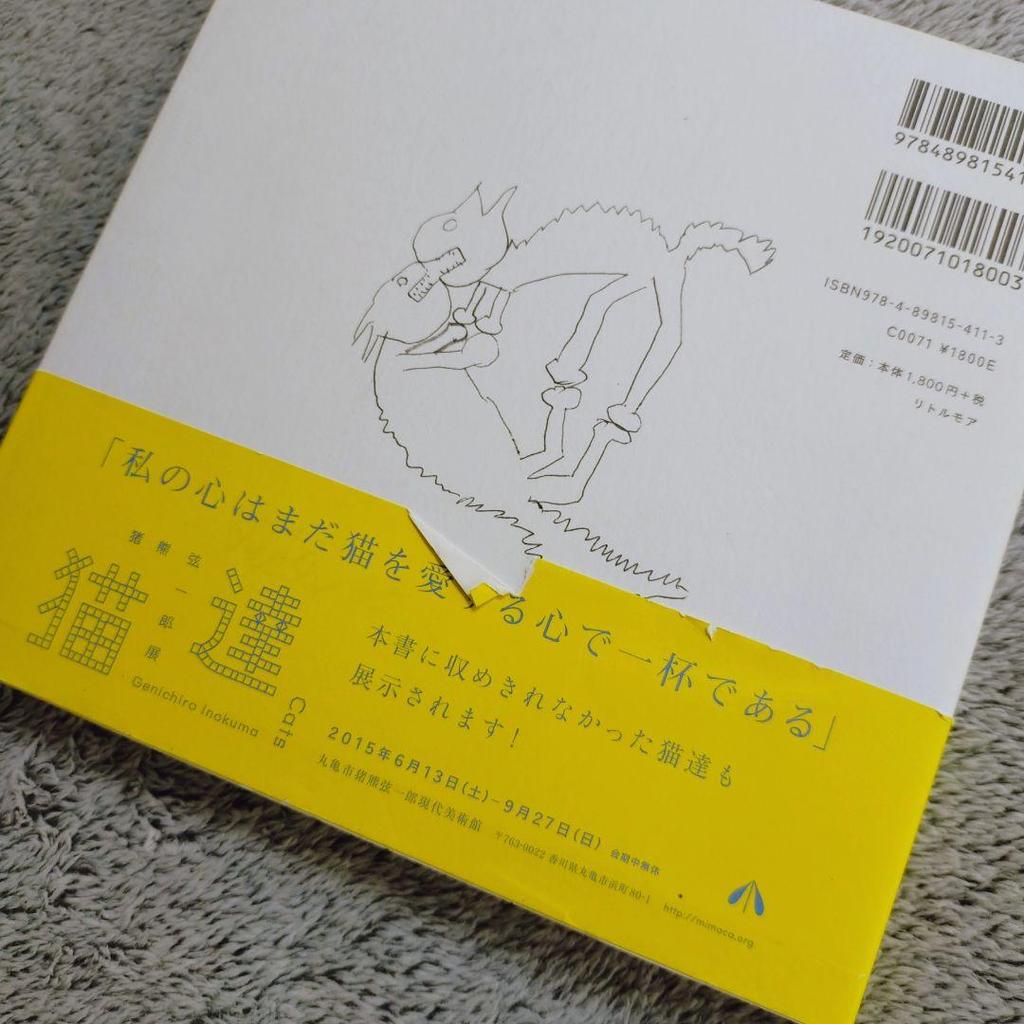 97848981541
1920071018003
ISBN978-4-89815-411-3
C0071 ¥1800E
定価：本体1,800円+税
リトルモア
「私の心はまだ猫を愛る心で一杯である」
猪熊弦一郎展
猫達
Genichiro Inokuma
Cats
本書に収めきれなかった猫達も
展示されます！
2015年6月13日(土)-9月27日(日) 会期中無休
丸亀市猪熊弦一郎現代美術館 〒763-0022 香川県丸亀市浜町80-1 http://mimoca.org